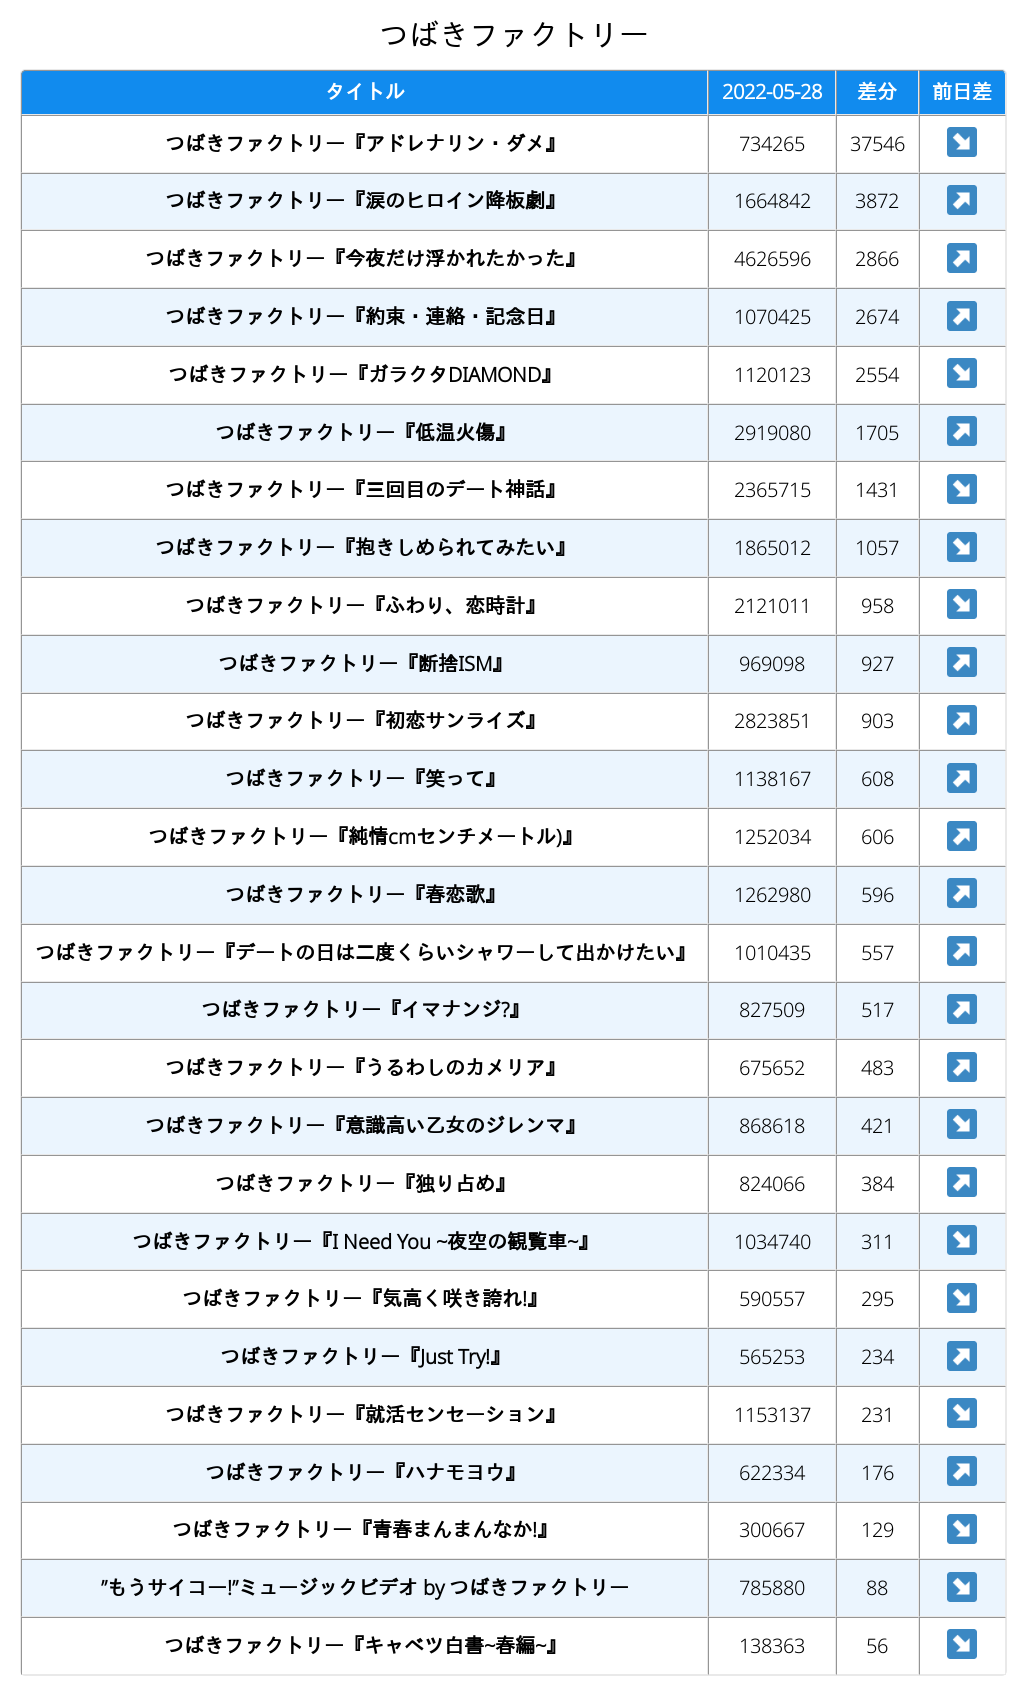 つばきファクトリー
タイトル 2022-05-28 差分 前日差
つばきファクトリー『アドレナリン・ダメ』 734265 37546 ↘
つばきファクトリー『涙のヒロイン降板劇』 1664842 3872 ↗
つばきファクトリー『今夜だけ浮かれたかった』 4626596 2866 ↗
つばきファクトリー『約束・連絡・記念日』 1070425 2674 ↗
つばきファクトリー『ガラクタDIAMOND』 1120123 2554 ↘
つばきファクトリー『低温火傷』 2919080 1705 ↗
つばきファクトリー『三回目のデート神話』 2365715 1431 ↘
つばきファクトリー『抱きしめられてみたい』 1865012 1057 ↘
つばきファクトリー『ふわり、恋時計』 2121011 958 ↘
つばきファクトリー『断捨ISM』 969098 927 ↗
つばきファクトリー『初恋サンライズ』 2823851 903 ↗
つばきファクトリー『笑って』 1138167 608 ↗
つばきファクトリー『純情cmセンチメートル)』 1252034 606 ↗
つばきファクトリー『春恋歌』 1262980 596 ↗
つばきファクトリー『デートの日は二度くらいシャワーして出かけたい』 1010435 557 ↗
つばきファクトリー『イマナンジ?』 827509 517 ↗
つばきファクトリー『うるわしのカメリア』 675652 483 ↗
つばきファクトリー『意識高い乙女のジレンマ』 868618 421 ↘
つばきファクトリー『独り占め』 824066 384 ↗
つばきファクトリー『I Need You ~夜空の観覧車~』 1034740 311 ↘
つばきファクトリー『気高く咲き誇れ!』 590557 295 ↘
つばきファクトリー『Just Try!』 565253 234 ↗
つばきファクトリー『就活センセーション』 1153137 231 ↘
つばきファクトリー『ハナモヨウ』 622334 176 ↗
つばきファクトリー『青春まんまんなか!』 300667 129 ↘
”もうサイコー!”ミュージックビデオ by つばきファクトリー 785880 88 ↘
つばきファクトリー『キャベツ白書~春編~』 138363 56 ↘